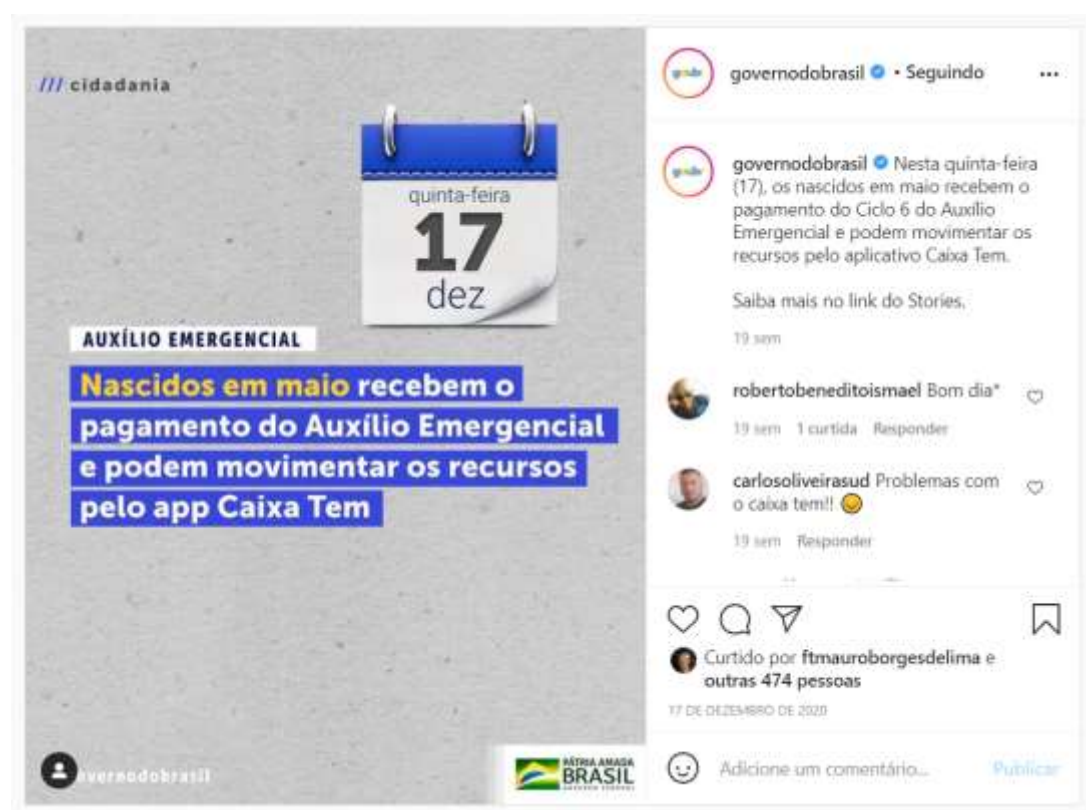 /// cidadania
quinta-feira
17
dez
AUXÍLIO EMERGENCIAL
Nascidos em maio recebem o
pagamento do Auxílio Emergencial
e podem movimentar os recursos
pelo app Caixa Tem
governodobrasil
PÁTRIA AMADA
BRASIL
governodobrasil • Seguindo
governodobrasil Nesta quinta-feira
(17), os nascidos em maio recebem o
pagamento do Ciclo 6 do Auxílio
Emergencial e podem movimentar os
recursos pelo aplicativo Caixa Tem.
Saiba mais no link do Stories.
19 sem
robertobeneditoismael Bom dia*
19 sem 1 curtida Responder
carlosoliveirasud Problemas com
o caixa tem!!
19 sem Responder
Curtido por ftmauroborgesdelima e
outras 474 pessoas
17 DE DEZEMBRO DE 2020
Adicione um comentário... Publicar